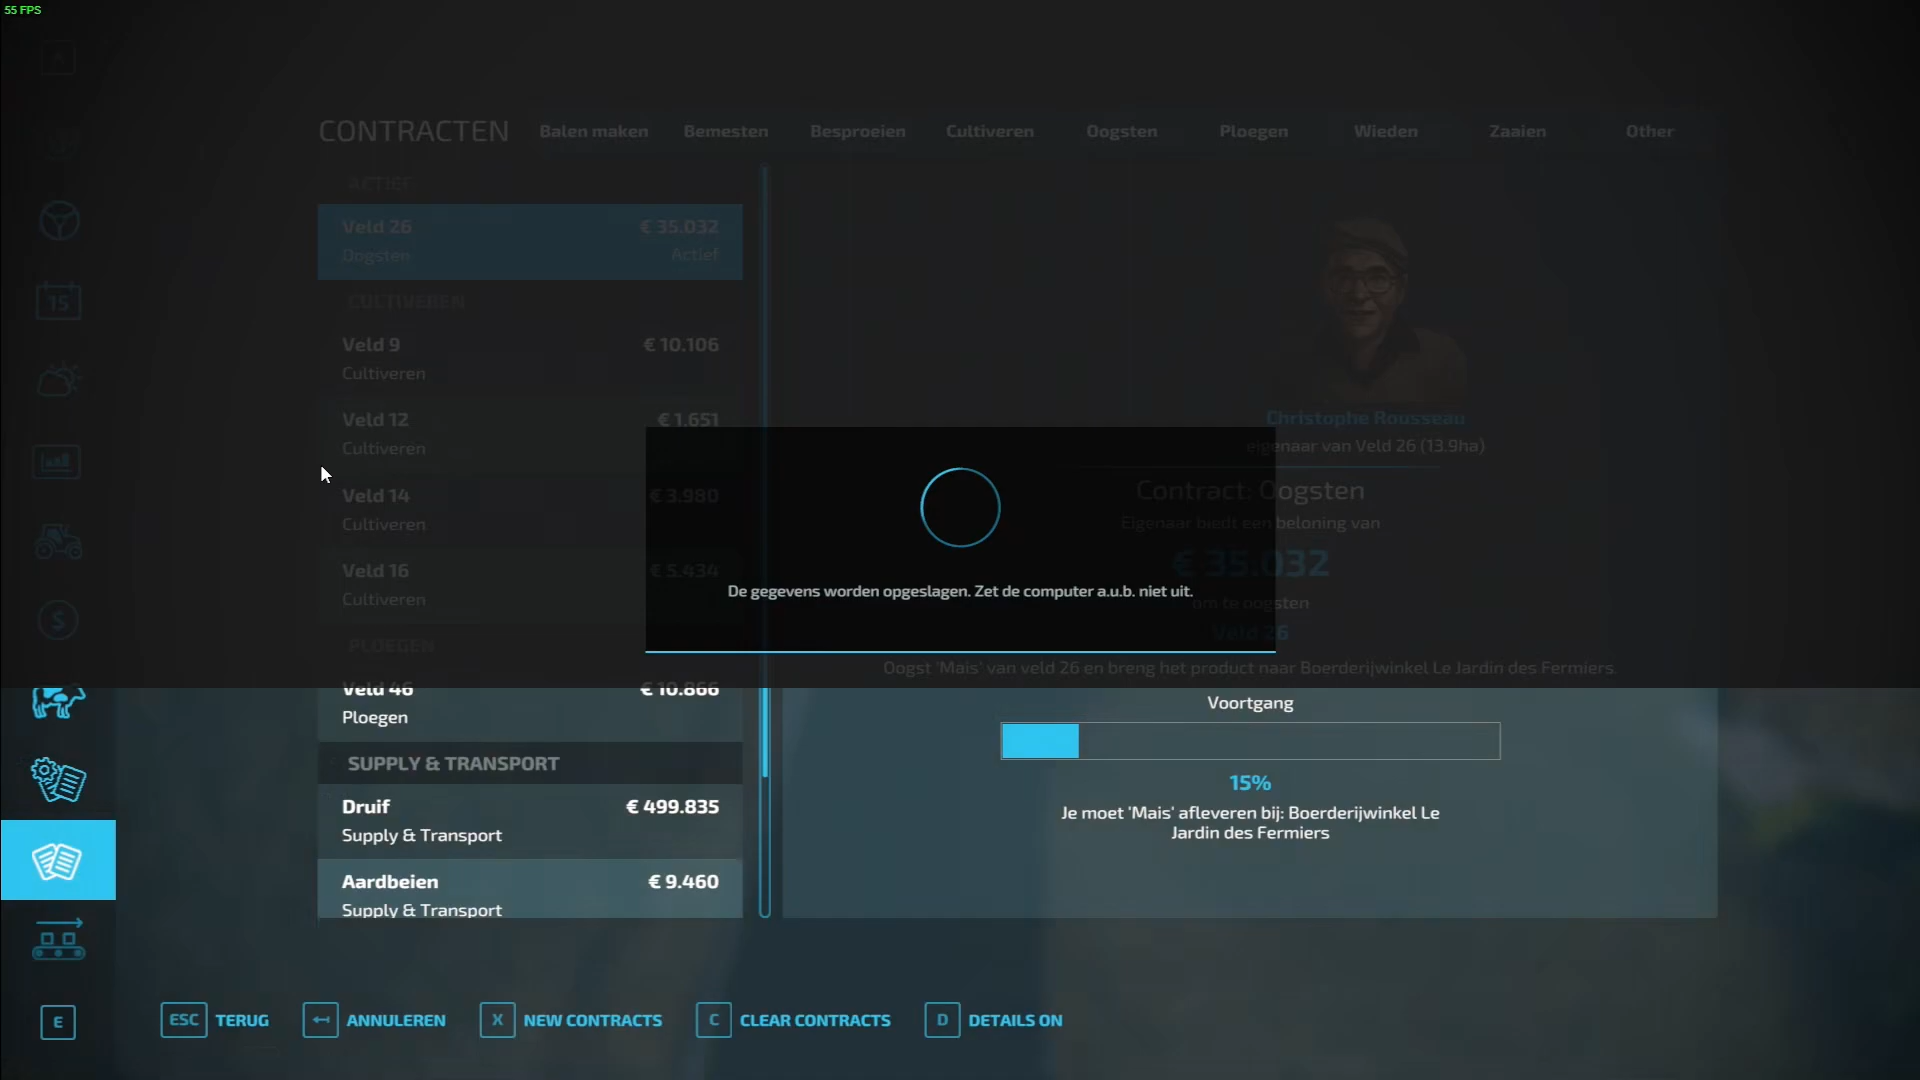 55 FPS
CONTRACTEN
Balen maken
Bemesten
Besproeien
Cultiveren
Oogsten
Ploegen
Wieden
Zaaien
Other
ACTIEF
Veld 26 € 35.032
Oogsten Actief
CULTIVEREN
Veld 9 € 10.106
Cultiveren
Veld 12 € 1.651
Cultiveren
Veld 14 € 3.980
Cultiveren
Veld 16 € 5.434
Cultiveren
PLOEGEN
Veld 46 € 10.866
Ploegen
SUPPLY & TRANSPORT
Druif € 499.835
Supply & Transport
Aardbeien € 9.460
Supply & Transport
15
$
Christophe Rousseau
eigenaar van Veld 26 (13.9ha)
Contract: Oogsten
Eigenaar biedt een beloning van
€ 35.032
om te oogsten
Veld 26
Oogst 'Mais' van veld 26 en breng het product naar Boerderijwinkel Le Jardin des Fermiers.
De gegevens worden opgeslagen. Zet de computer a.u.b. niet uit.
Voortgang
15%
Je moet 'Mais' afleveren bij: Boerderijwinkel Le
Jardin des Fermiers
E
ESC TERUG
ANNULEREN
X NEW CONTRACTS
C CLEAR CONTRACTS
D DETAILS ON